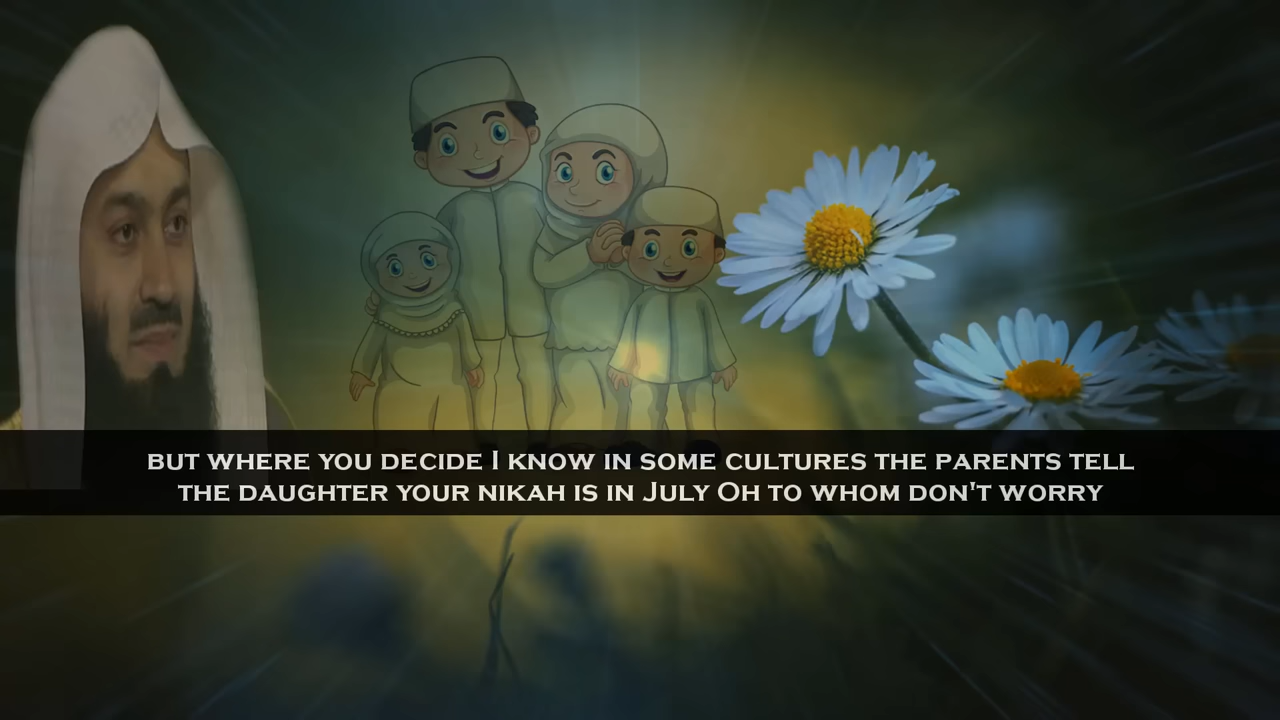 BUT WHERE YOU DECIDE I KNOW IN SOME CULTURES THE PARENTS TELL
THE DAUGHTER YOUR NIKAH IS IN JULY OH TO WHOM DON'T WORRY